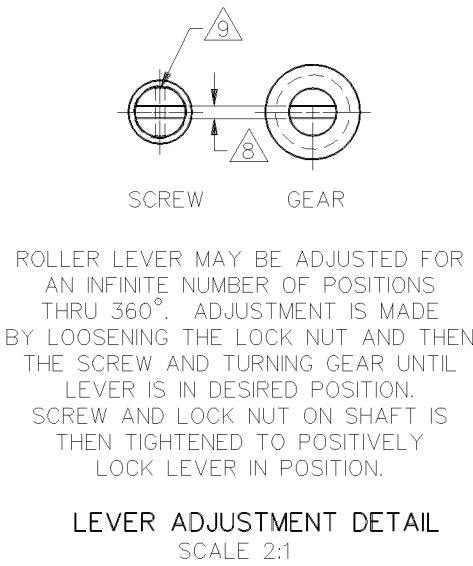 9
8
SCREW GEAR
ROLLER LEVER MAY BE ADJUSTED FOR
AN INFINITE NUMBER OF POSITIONS
THRU 360°. ADJUSTMENT IS MADE
BY LOOSENING THE LOCK NUT AND THEN
THE SCREW AND TURNING GEAR UNTIL
LEVER IS IN DESIRED POSITION.
SCREW AND LOCK NUT ON SHAFT IS
THEN TIGHTENED TO POSITIVELY
LOCK LEVER IN POSITION.
LEVER ADJUSTMENT DETAIL
SCALE 2:1